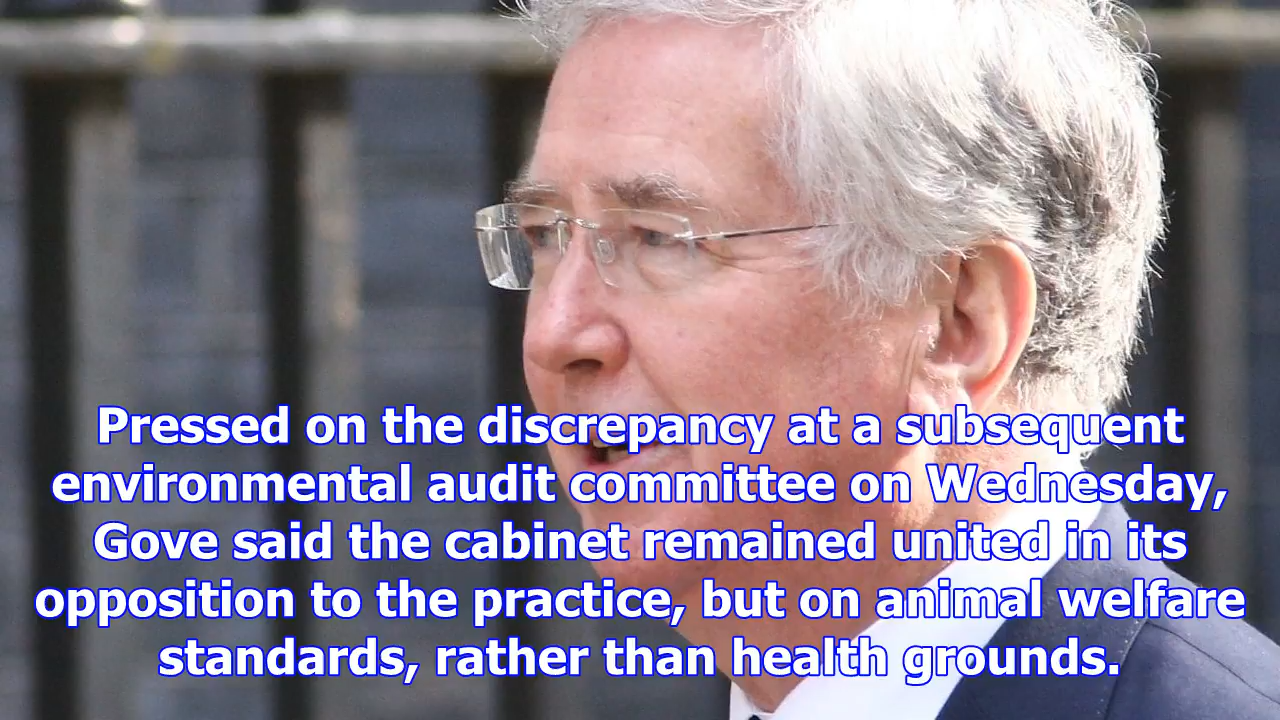 Pressed on the discrepancy at a subsequent
environmental audit committee on Wednesday,
Gove said the cabinet remained united in its
opposition to the practice, but on animal welfare
standards, rather than health grounds.